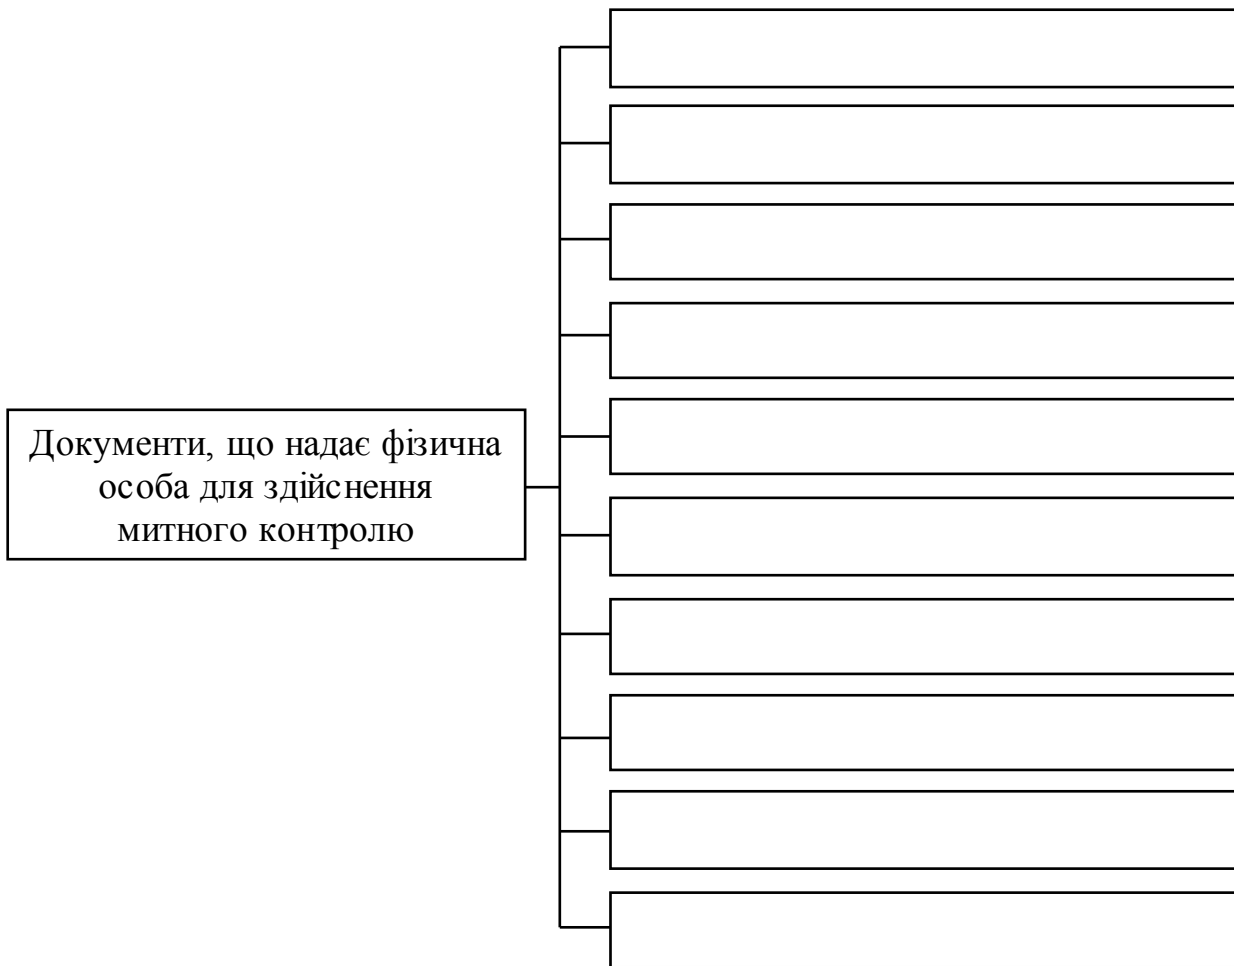 Документи, що надає фізична
особа для здійснення
митного контролю